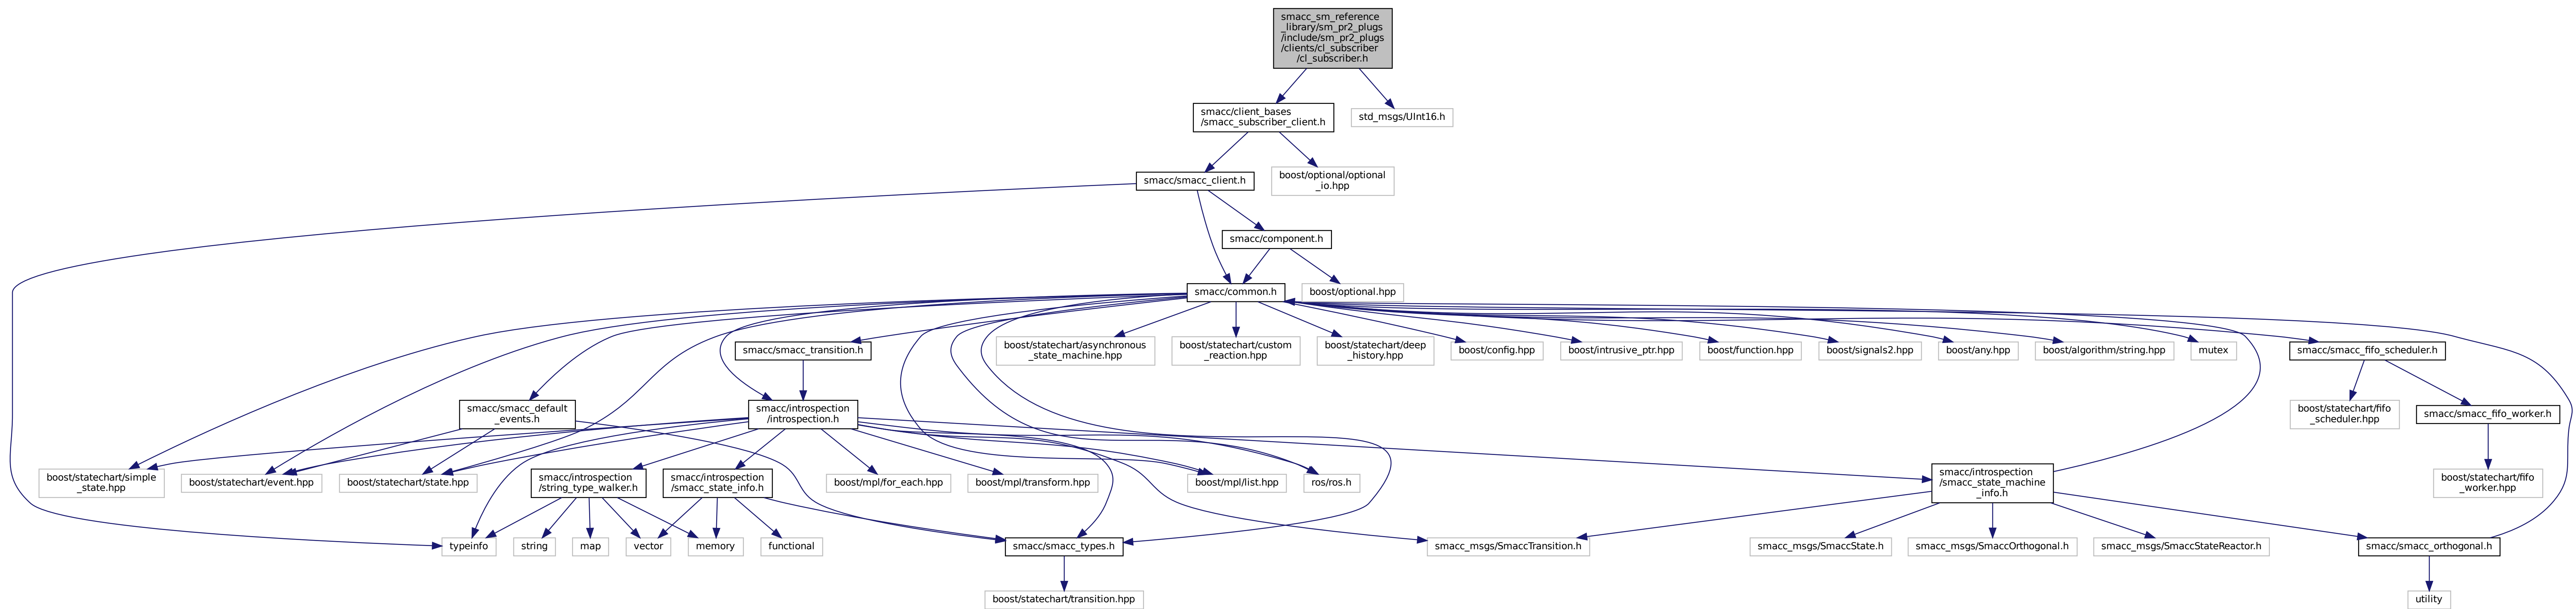 smacc_sm_reference
_library/sm_pr2_plugs
/include/sm_pr2_plugs
/clients/cl_subscriber
/cl_subscriber.h
smacc/client_bases
/smacc_subscriber_client.h
std_msgs/UInt16.h
smacc/smacc_client.h
boost/optional/optional
_io.hpp
smacc/component.h
smacc/common.h
boost/optional.hpp
smacc/smacc_transition.h
boost/statechart/asynchronous
_state_machine.hpp
boost/statechart/custom
_reaction.hpp
boost/statechart/deep
_history.hpp
boost/config.hpp
boost/intrusive_ptr.hpp
boost/function.hpp
boost/signals2.hpp
boost/any.hpp
boost/algorithm/string.hpp
mutex
smacc/smacc_fifo_scheduler.h
smacc/smacc_default
_events.h
smacc/introspection
/introspection.h
boost/statechart/fifo
_scheduler.hpp
smacc/smacc_fifo_worker.h
boost/statechart/simple
_state.hpp
boost/statechart/event.hpp
boost/statechart/state.hpp
smacc/introspection
/string_type_walker.h
smacc/introspection
/smacc_state_info.h
boost/mpl/for_each.hpp
boost/mpl/transform.hpp
boost/mpl/list.hpp
ros/ros.h
smacc/introspection
/smacc_state_machine
_info.h
boost/statechart/fifo
_worker.hpp
typeinfo
string
map
vector
memory
functional
smacc/smacc_types.h
smacc_msgs/SmaccTransition.h
smacc_msgs/SmaccState.h
smacc_msgs/SmaccOrthogonal.h
smacc_msgs/SmaccStateReactor.h
smacc/smacc_orthogonal.h
boost/statechart/transition.hpp
utility